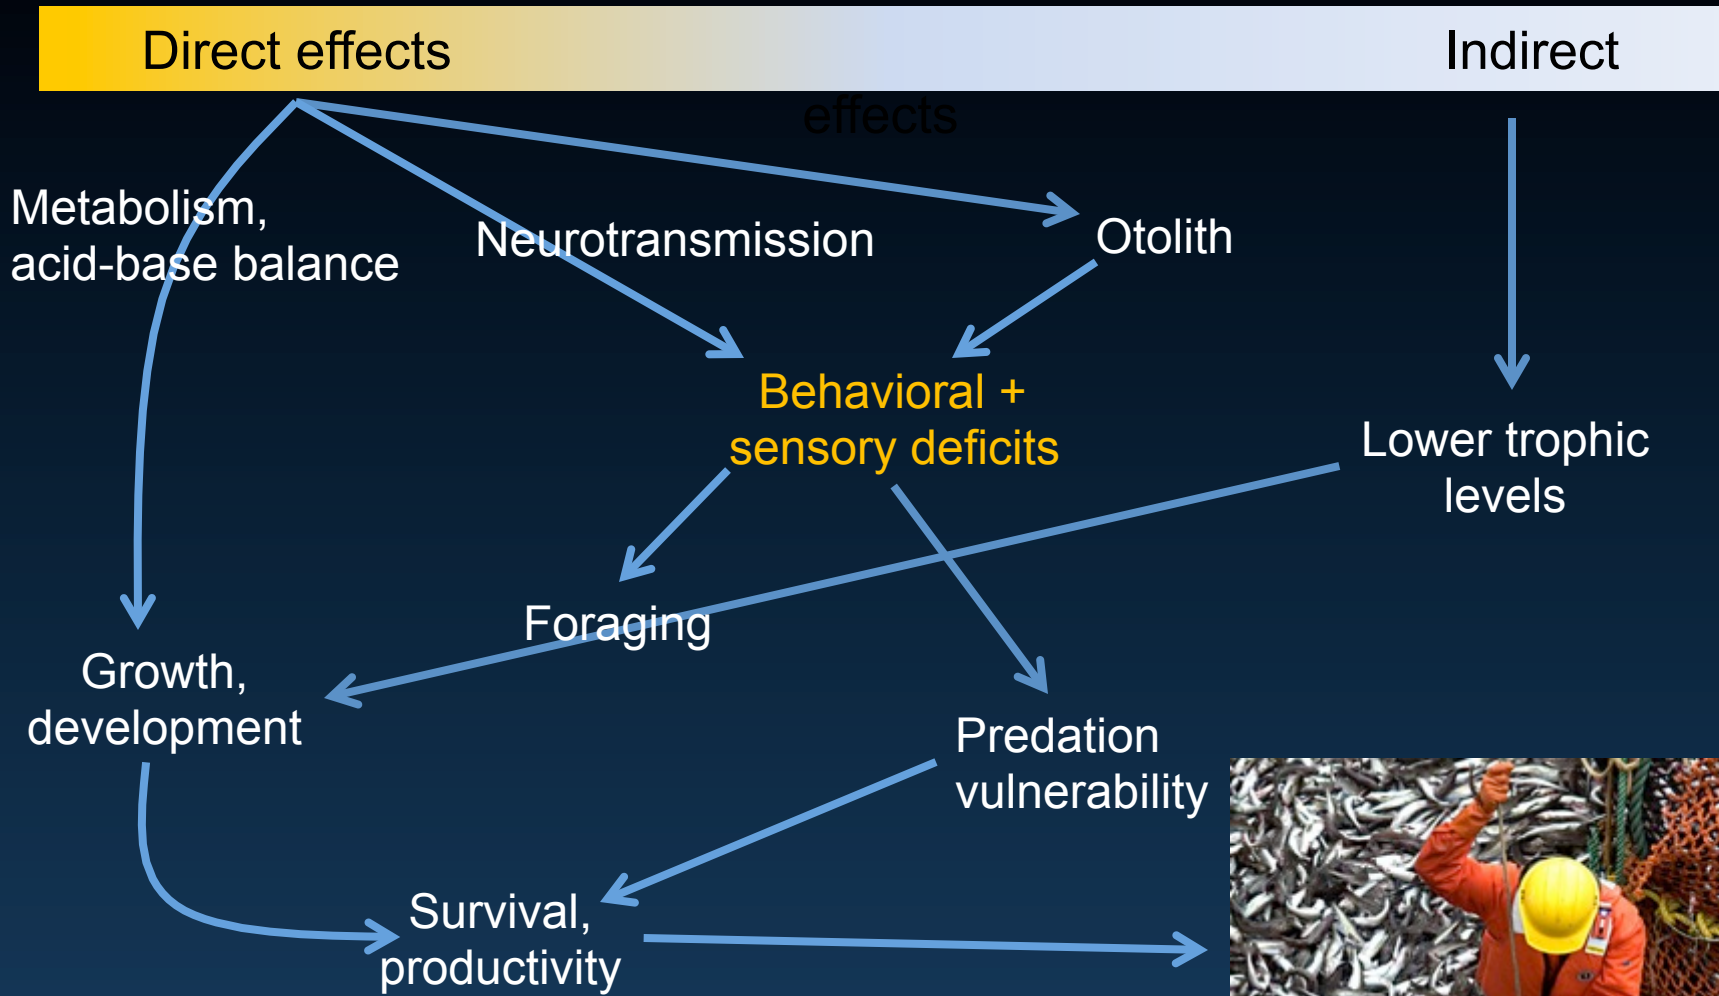 Direct effects Indirect
effects
Metabolism,
acid-base balance
Neurotransmission
Otolith
Behavioral +
sensory deficits
Lower trophic
levels
Foraging
Growth,
development
Predation
vulnerability
Survival,
productivity